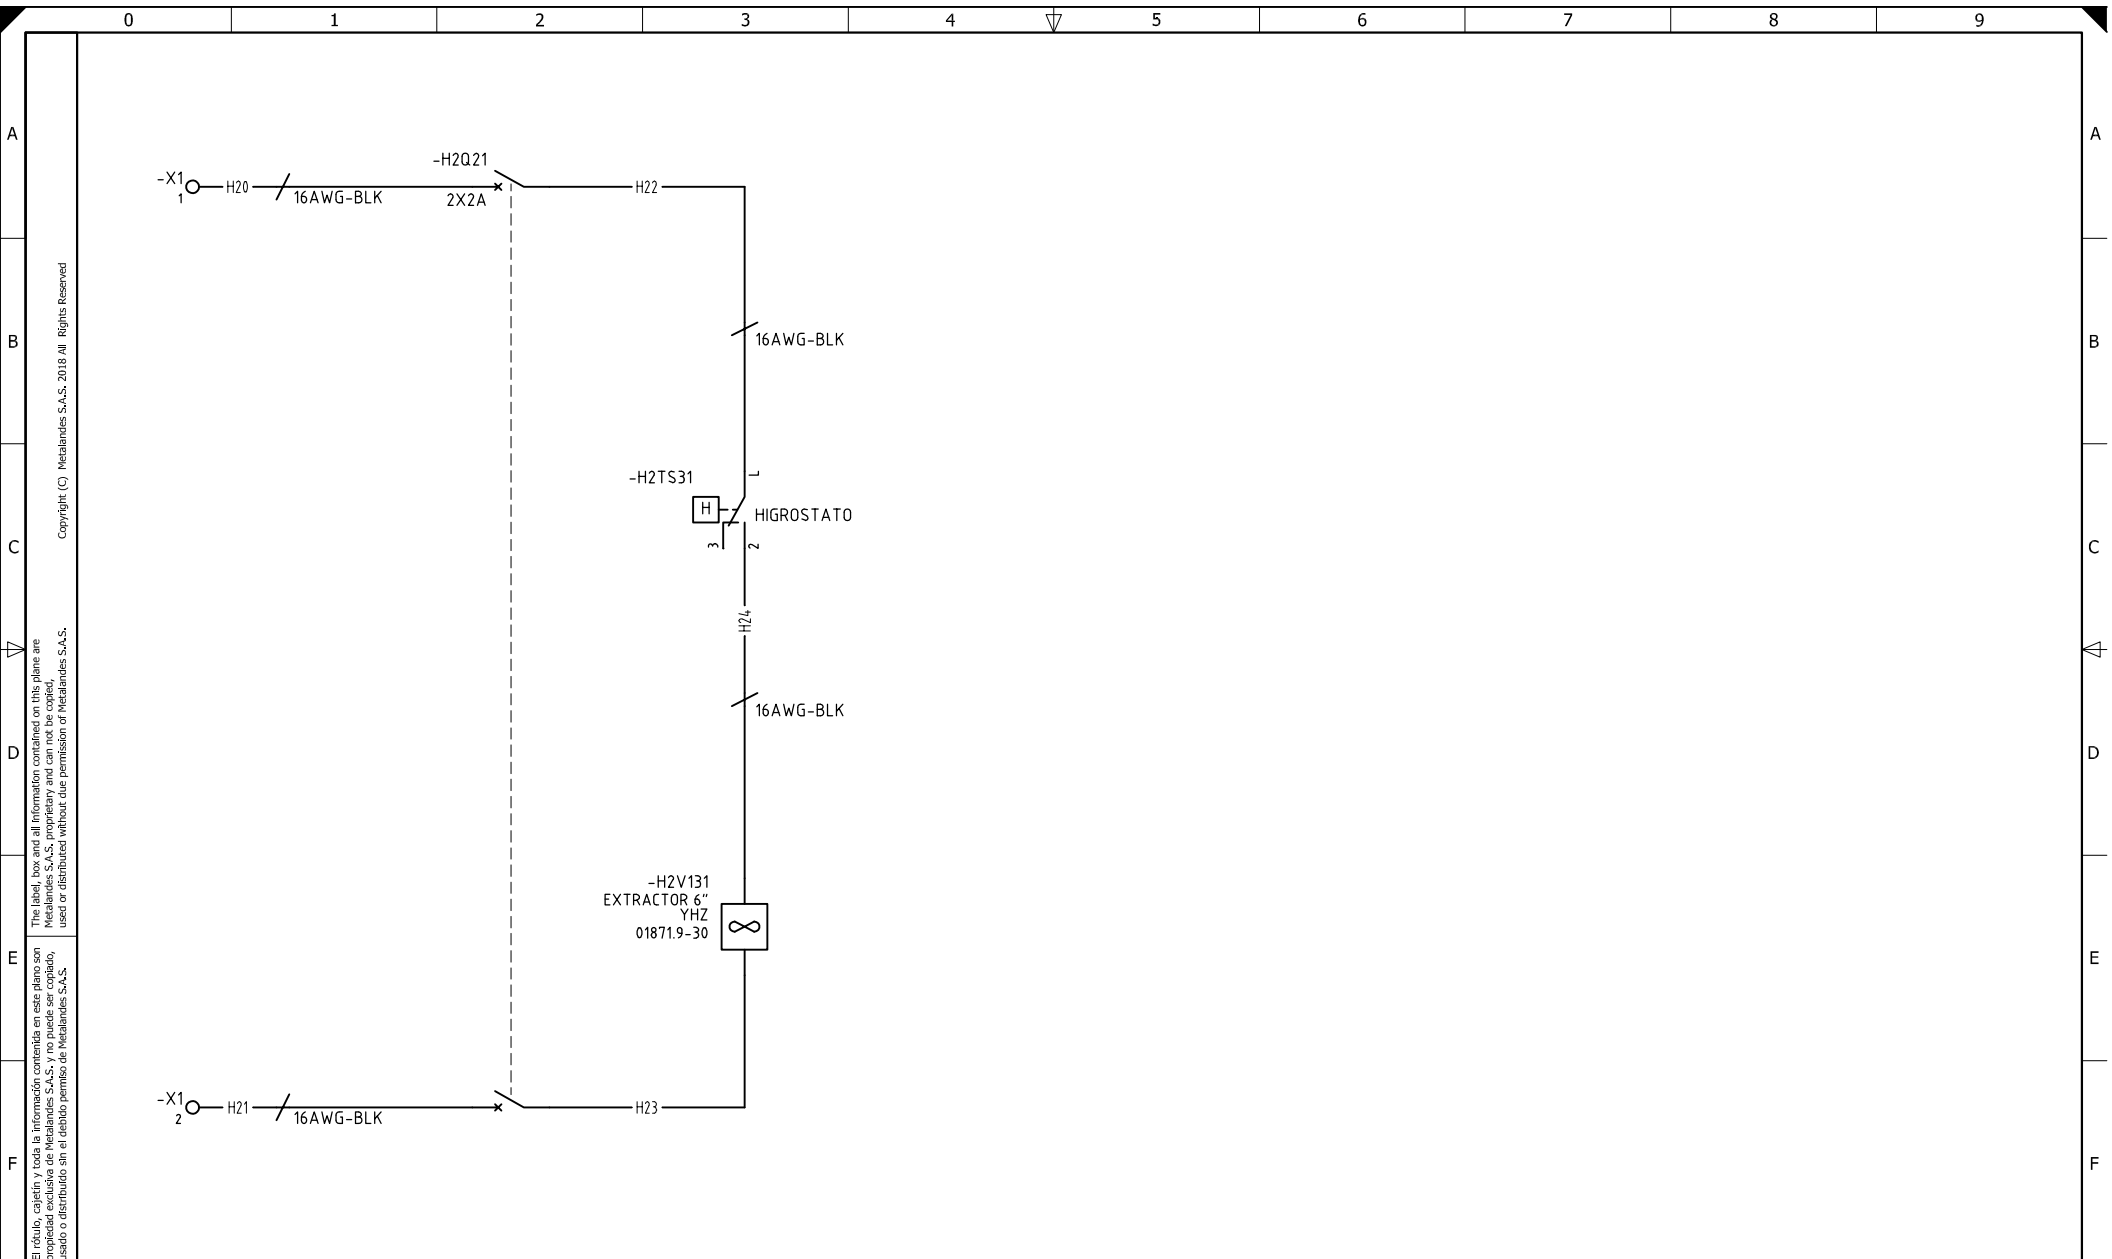 0 1 2 3 4 5 6 7 8 9
A A
-H2Q21
-X1
1
H20
16AWG-BLK
2X2A
H22
B B
16AWG-BLK
-H2TS31
1
H
HIGROSTATO
3 2
C C
H24
16AWG-BLK
D D
-H2V131
EXTRACTOR 6"
YHZ
01871.9-30
E E
-X1
2
H21
16AWG-BLK
H23
F F
Copyright (C) Metalandes S.A.S. 2018 All Rights Reserved
The label, box and all information contained on this plane are
Metalandes S.A.S. proprietary and can not be copied,
used or distributed without due permission of Metalandes S.A.S.
El rótulo, cajetín y toda la información contenida en este plano son
propiedad exclusiva de Metalandes S.A.S. y no puede ser copiado,
usado o distribuido sin el debido permiso de Metalandes S.A.S.